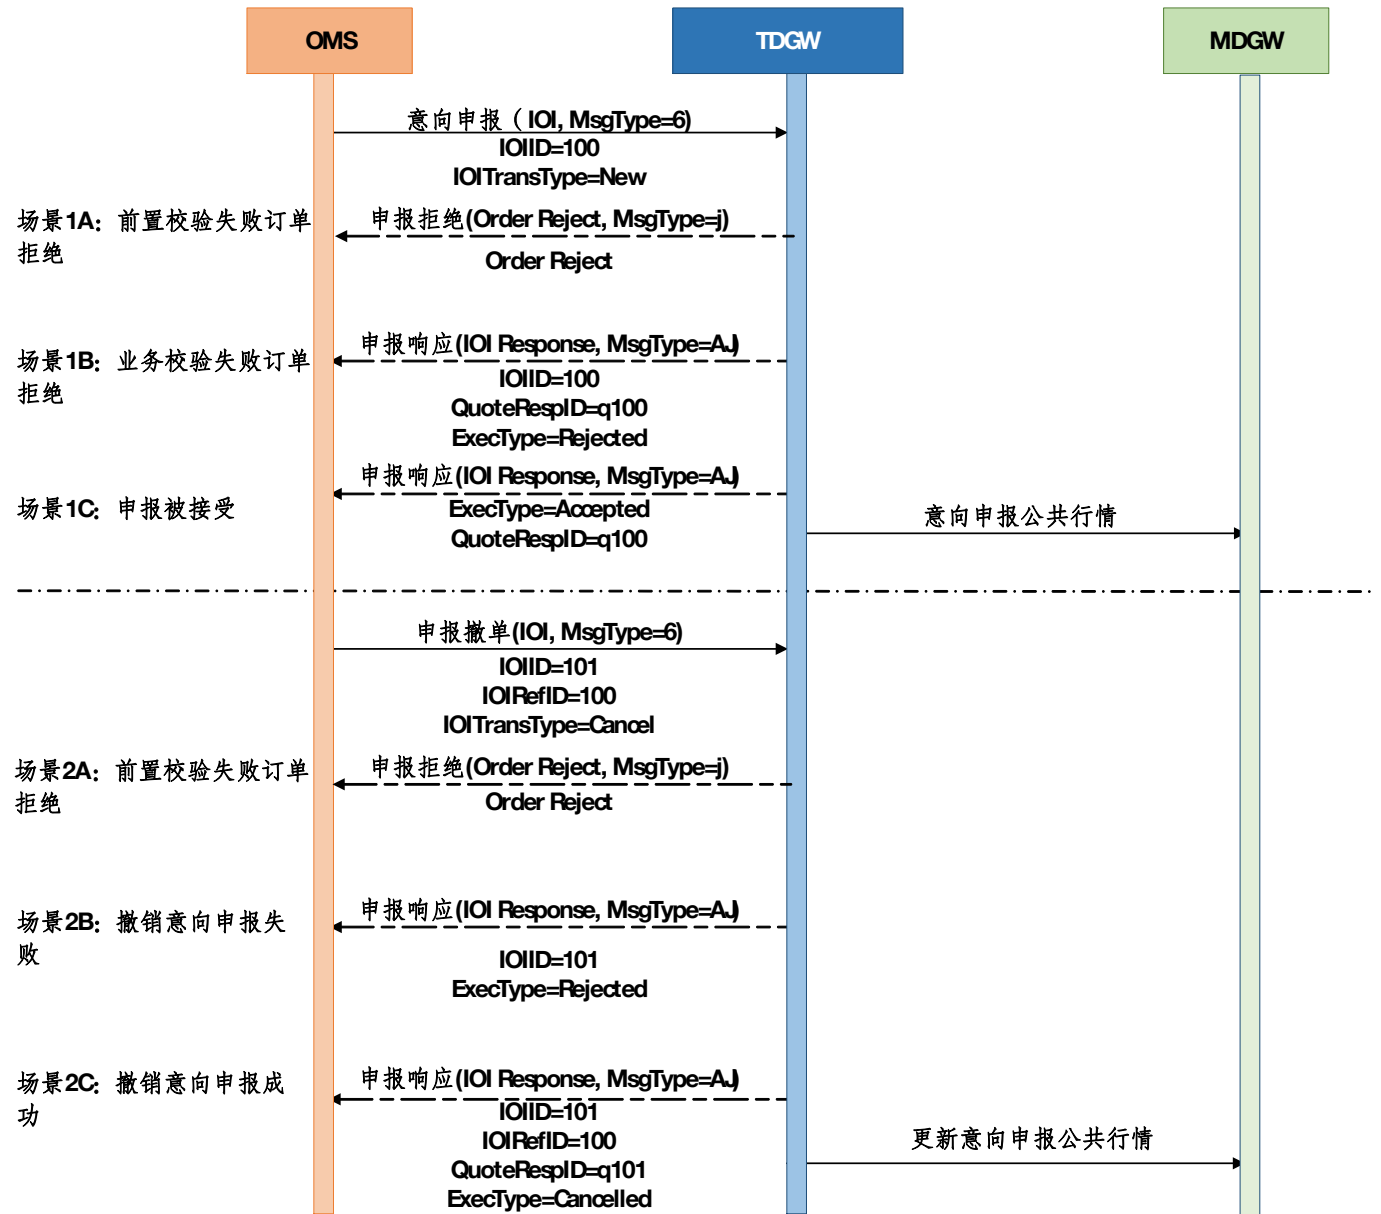 OMS
TDGW
MDGW
意向申报（IOI, MsgType=6)
IOIID=100
IOITransType=New
场景1A：前置校验失败订单
拒绝
申报拒绝(Order Reject, MsgType=j)
Order Reject
场景1B：业务校验失败订单
拒绝
申报响应(IOI Response, MsgType=AJ)
IOIID=100
QuoteRespID=q100
ExecType=Rejected
场景1C：申报被接受
申报响应(IOI Response, MsgType=AJ)
ExecType=Accepted
QuoteRespID=q100
意向申报公共行情
申报撤单(IOI, MsgType=6)
IOIID=101
IOIRefID=100
IOITransType=Cancel
场景2A：前置校验失败订单
拒绝
申报拒绝(Order Reject, MsgType=j)
Order Reject
场景2B：撤销意向申报失
败
申报响应(IOI Response, MsgType=AJ)
IOIID=101
ExecType=Rejected
场景2C：撤销意向申报成
功
申报响应(IOI Response, MsgType=AJ)
IOIID=101
IOIRefID=100
QuoteRespID=q101
ExecType=Cancelled
更新意向申报公共行情